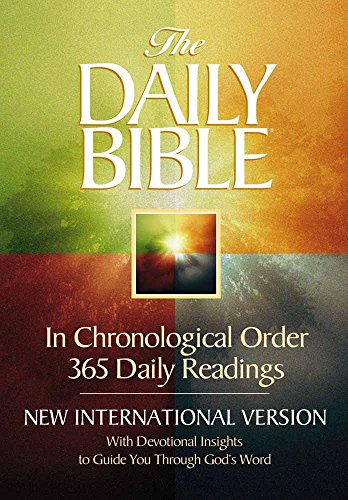 The
DAILY
BIBLE®
In Chronological Order
365 Daily Readings
NEW INTERNATIONAL VERSION
With Devotional Insights
to Guide You Through God's Word